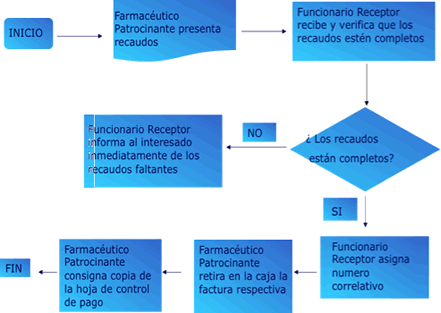 INICIO
Farmacéutico
Patrocinante presenta
recaudos
Funcionario Receptor
recibe y verifica que los
recaudos estén completos
¿ Los recaudos
están completos?
NO
Funcionario Receptor
informa al interesado
inmediatamente de los
recaudos faltantes
SI
Funcionario
Receptor asigna
numero
correlativo
Farmacéutico
Patrocinante
retira en la caja la
factura respectiva
Farmacéutico
Patrocinante
consigna copia de
la hoja de control
de pago
FIN